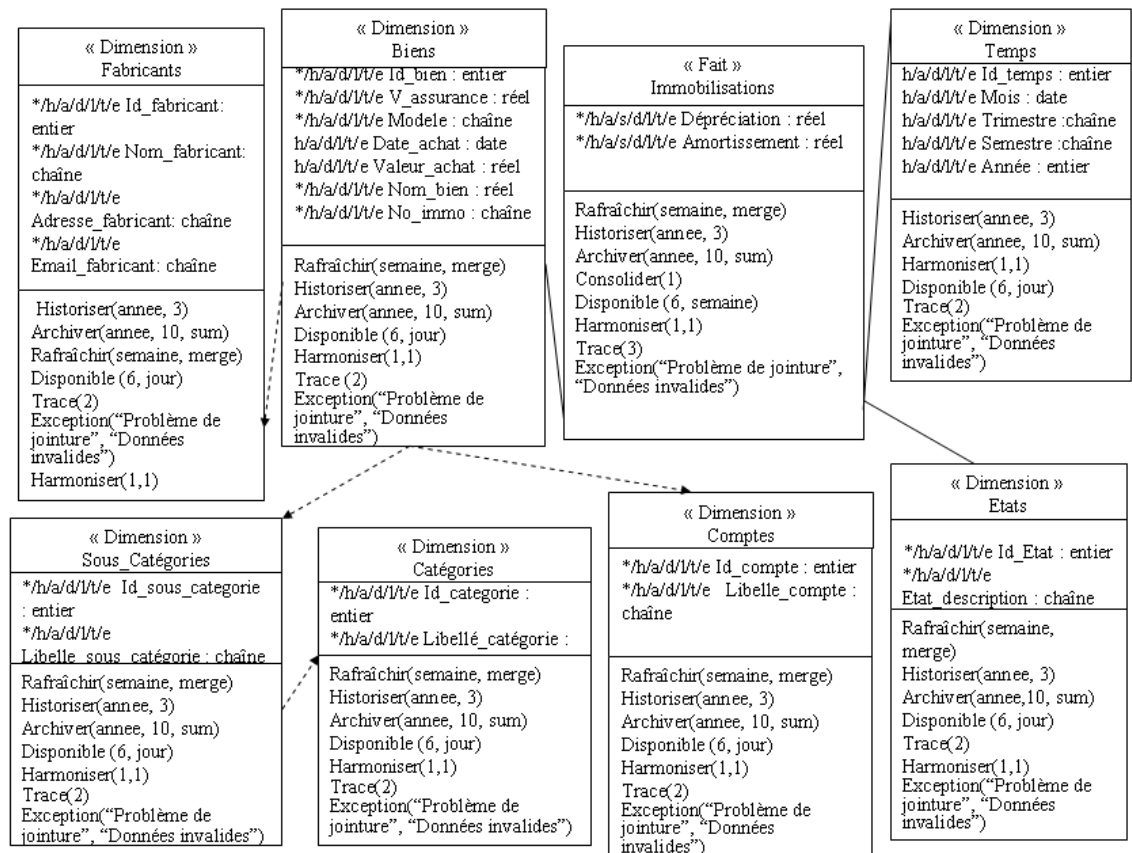 « Dimension »
Fabricants
*/h/a/d/l/t/e Id_fabricant:
entier
*/h/a/d/l/t/e Nom_fabricant:
chaîne
*/h/a/d/l/t/e
Adresse_fabricant: chaîne
*/h/a/d/l/t/e
Email_fabricant: chaîne
Historiser(annee, 3)
Archiver(annee, 10, sum)
Rafraîchir(semaine, merge)
Disponible (6, jour)
Trace(2)
Exception(“Problème de
jointure”, “Données
invalides”)
Harmoniser(1,1)
« Dimension »
Biens
*/h/a/d/l/t/e Id_bien : entier
*/h/a/d/l/t/e V_assurance : réel
*/h/a/d/l/t/e Modele : chaîne
h/a/d/l/t/e Date_achat : date
h/a/d/l/t/e Valeur_achat : réel
*/h/a/d/l/t/e Nom_bien : réel
*/h/a/d/l/t/e No_immo : chaîne
Rafraîchir(semaine, merge)
Historiser(annee, 3)
Archiver(annee, 10, sum)
Disponible (6, jour)
Harmoniser(1,1)
Trace (2)
Exception(“Problème de
jointure”, “Données
invalides”)
« Fait »
Immobilisations
*/h/a/s/d/l/t/e Dépréciation : réel
*/h/a/s/d/l/t/e Amortissement : réel
Rafraîchir(semaine, merge)
Historiser(annee, 3)
Archiver(annee, 10, sum)
Consolider(1)
Disponible (6, semaine)
Harmoniser(1,1)
Trace(3)
Exception(“Problème de jointure”,
“Données invalides”)
« Dimension »
Temps
h/a/d/l/t/e Id_temps : entier
h/a/d/l/t/e Mois : date
h/a/d/l/t/e Trimestre :chaîne
h/a/d/l/t/e Semestre :chaîne
h/a/d/l/t/e Année : entier
Historiser(annee, 3)
Archiver(annee, 10, sum)
Harmoniser(1,1)
Disponible (6, jour)
Trace(2)
Exception(“Problème de
jointure”, “Données
invalides”)
« Dimension »
Sous_Catégories
*/h/a/d/l/t/e Id_sous_categorie
: entier
*/h/a/d/l/t/e
Libelle_sous_catégorie : chaîne
Rafraîchir(semaine, merge)
Historiser(annee, 3)
Archiver(annee, 10, sum)
Disponible (6, jour)
Harmoniser(1,1)
Trace(2)
Exception(“Problème de
jointure”, “Données invalides”)
« Dimension »
Catégories
*/h/a/d/l/t/e Id_categorie :
entier
*/h/a/d/l/t/e Libellé_catégorie :
Rafraîchir(semaine, merge)
Historiser(annee, 3)
Archiver(annee, 10, sum)
Disponible (6, jour)
Harmoniser(1,1)
Trace(2)
Exception(“Problème de
jointure”, “Données invalides”)
« Dimension »
Comptes
*/h/a/d/l/t/e Id_compte : entier
*/h/a/d/l/t/e Libelle_compte :
chaîne
Rafraîchir(semaine, merge)
Historiser(annee, 3)
Archiver(annee, 10, sum)
Disponible (6, jour)
Harmoniser(1,1)
Trace(2)
Exception(“Problème de
jointure”, “Données
invalides”)
« Dimension »
Etats
*/h/a/d/l/t/e Id_Etat : entier
*/h/a/d/l/t/e
Etat_description : chaîne
Rafraîchir(semaine,
merge)
Historiser(annee, 3)
Archiver(annee,10, sum)
Disponible (6, jour)
Trace(2)
Harmoniser(1,1)
Exception(“Problème de
jointure”, “Données
invalides”)